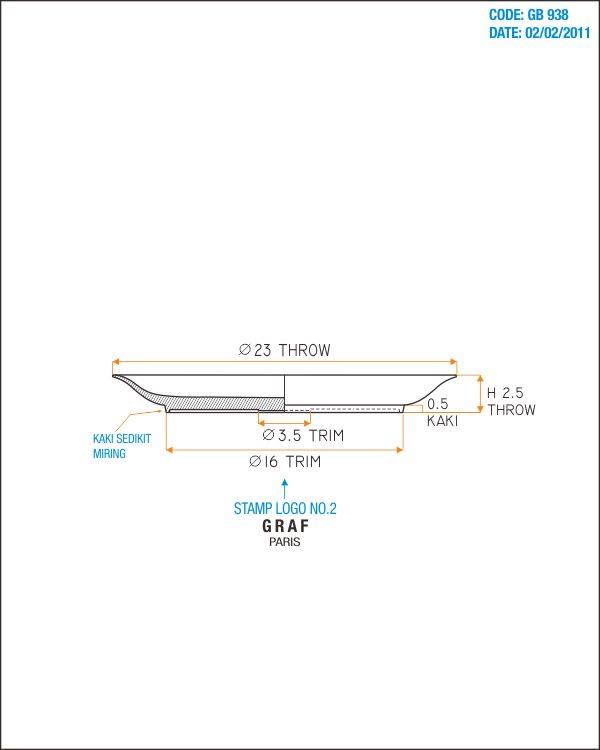 CODE: GB 938
DATE: 02/02/2011
Ø 23 THROW
H 2.5
THROW
0.5
KAKI
KAKI SEDIKIT
MIRING
Ø 3.5 TRIM
Ø 16 TRIM
STAMP LOGO NO.2
GRAF
PARIS